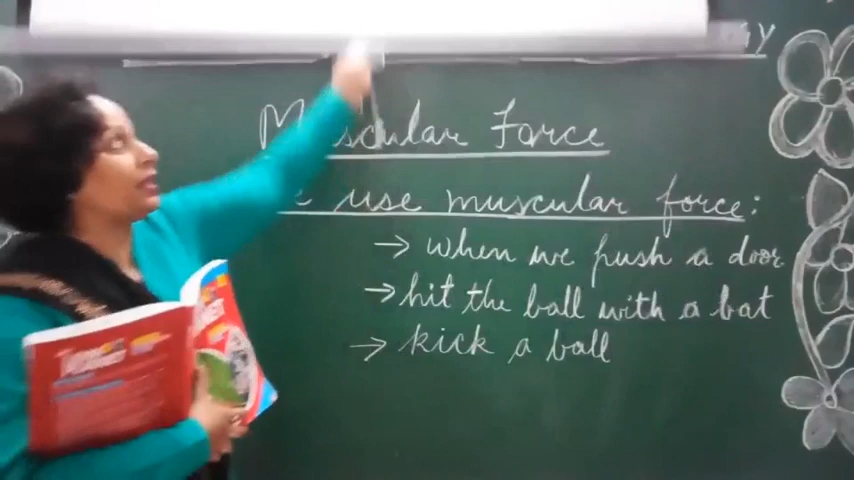 Muscular Force
use muscular force:
→ when we push a door
→ hit the ball with a bat
→ kick a ball